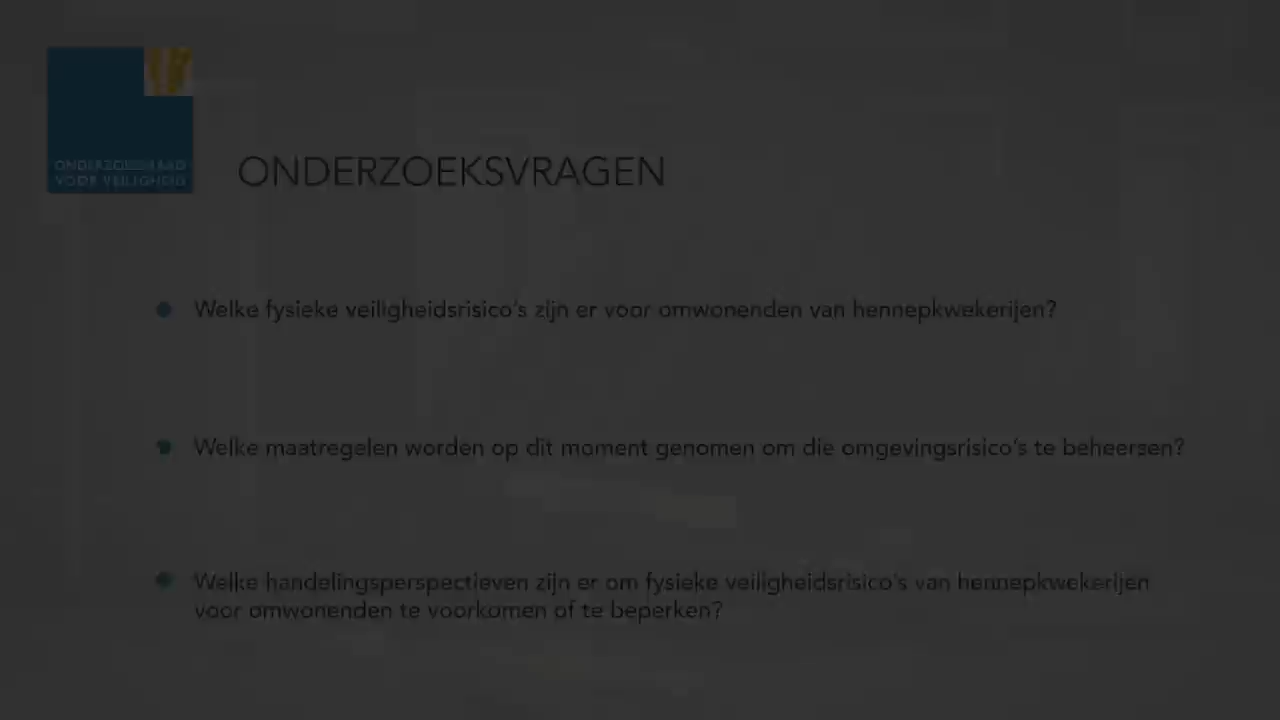 ONDERZOEKSRAAD
VOOR VEILIGHEID
ONDERZOEKSVRAGEN
Welke fysieke veiligheidsrisico's zijn er voor omwonenden van hennepkwekerijen?
Welke maatregelen worden op dit moment genomen om die omgevingsrisico's te beheersen?
Welke handelingsperspectieven zijn er om fysieke veiligheidsrisico's van hennepkwekerijen
voor omwonenden te voorkomen of te beperken?